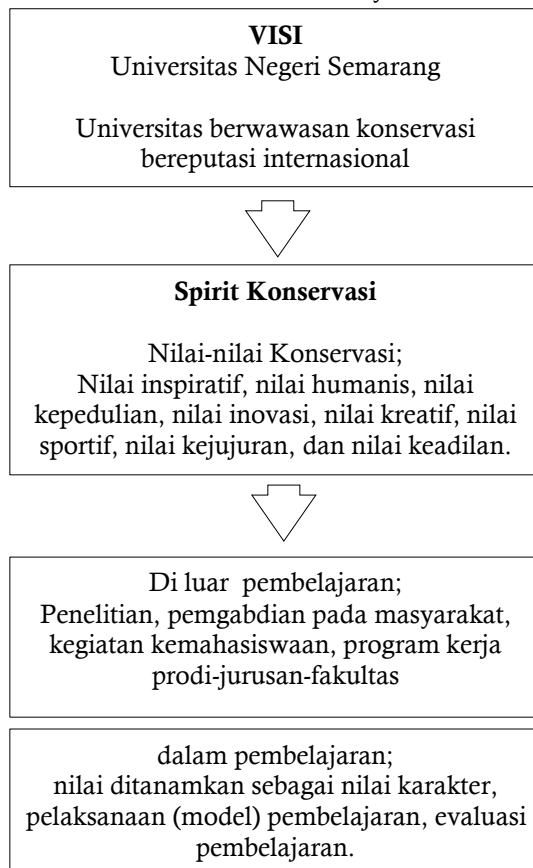 VISI
Universitas Negeri Semarang
Universitas berwawasan konservasi
bereputasi internasional
Spirit Konservasi
Nilai-nilai Konservasi;
Nilai inspiratif, nilai humanis, nilai
kepedulian, nilai inovasi, nilai kreatif, nilai
sportif, nilai kejujuran, dan nilai keadilan.
Di luar pembelajaran;
Penelitian, pemgabdian pada masyarakat,
kegiatan kemahasiswaan, program kerja
prodi-jurusan-fakultas
dalam pembelajaran;
nilai ditanamkan sebagai nilai karakter,
pelaksanaan (model) pembelajaran, evaluasi
pembelajaran.